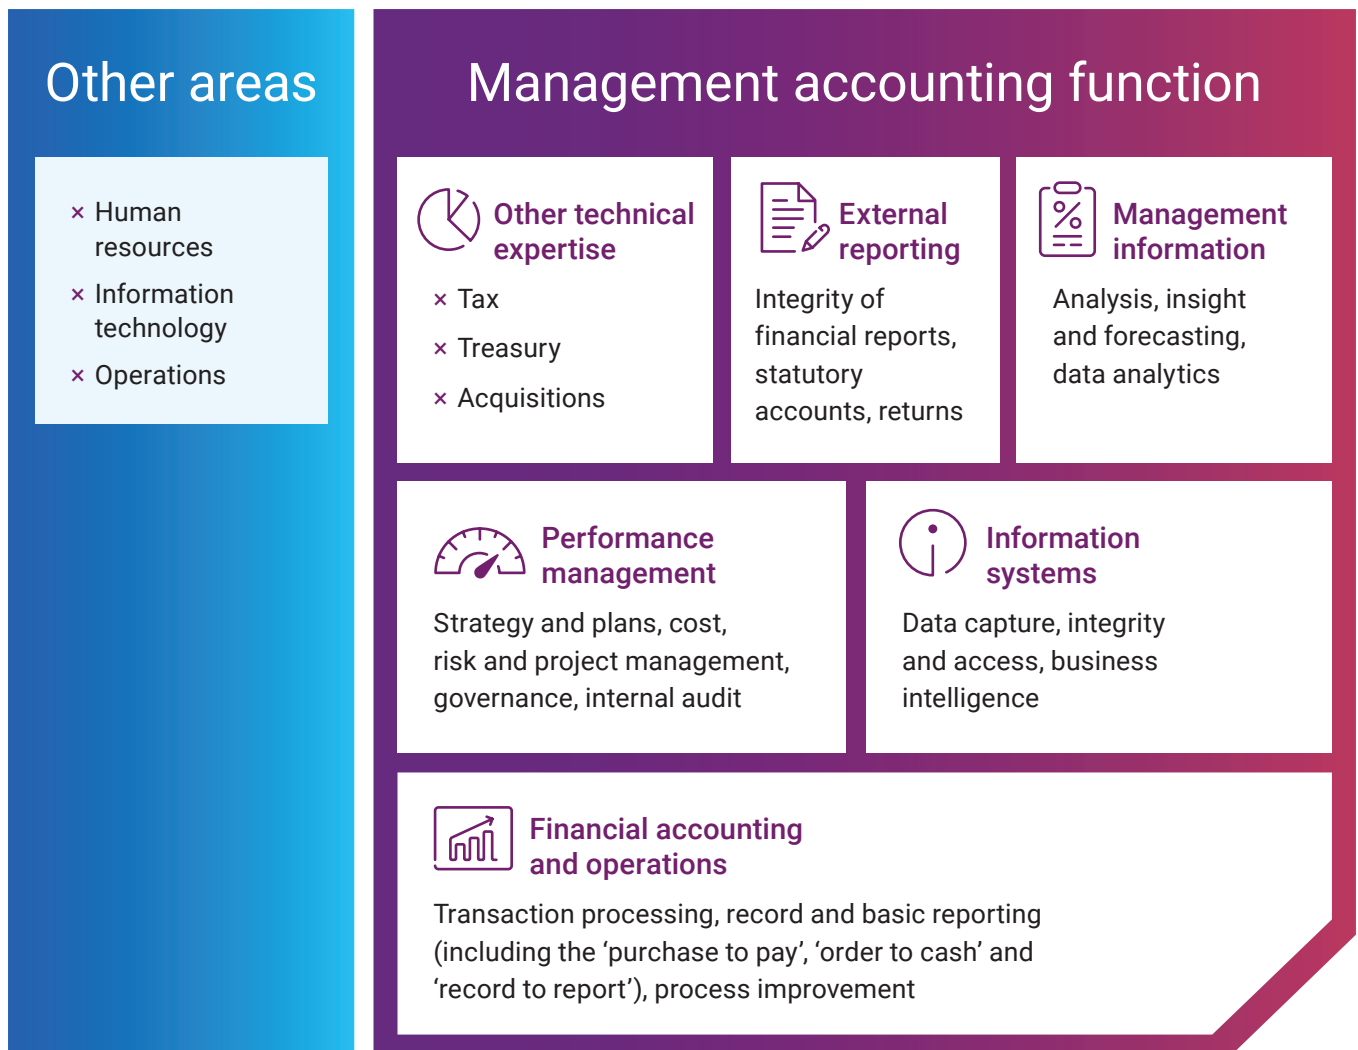 Other areas
× Human
resources
× Information
technology
× Operations
Management accounting function
Other technical
expertise
× Tax
× Treasury
× Acquisitions
External
reporting
Integrity of
financial reports,
statutory
accounts, returns
Management
information
Analysis, insight
and forecasting,
data analytics
Performance
management
Strategy and plans, cost,
risk and project management,
governance, internal audit
Information
systems
Data capture, integrity
and access, business
intelligence
Financial accounting
and operations
Transaction processing, record and basic reporting
(including the ‘purchase to pay’, ‘order to cash’ and
‘record to report’), process improvement